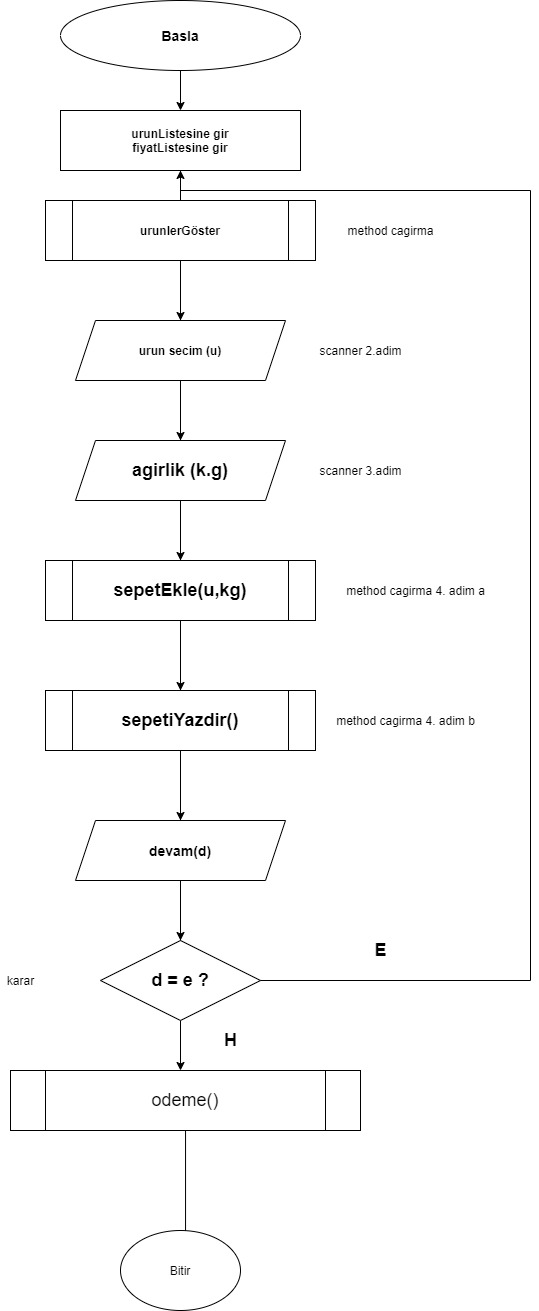 Basla
urunListesine gir
fiyatListesine gir
urunlerGöster
method cagirma
urun secim (u)
scanner 2.adim
agirlik (k.g)
scanner 3.adim
sepetEkle(u,kg)
method cagirma 4. adim a
sepetiYazdir()
method cagirma 4. adim b
devam(d)
E
karar
d = e ?
H
odeme()
Bitir